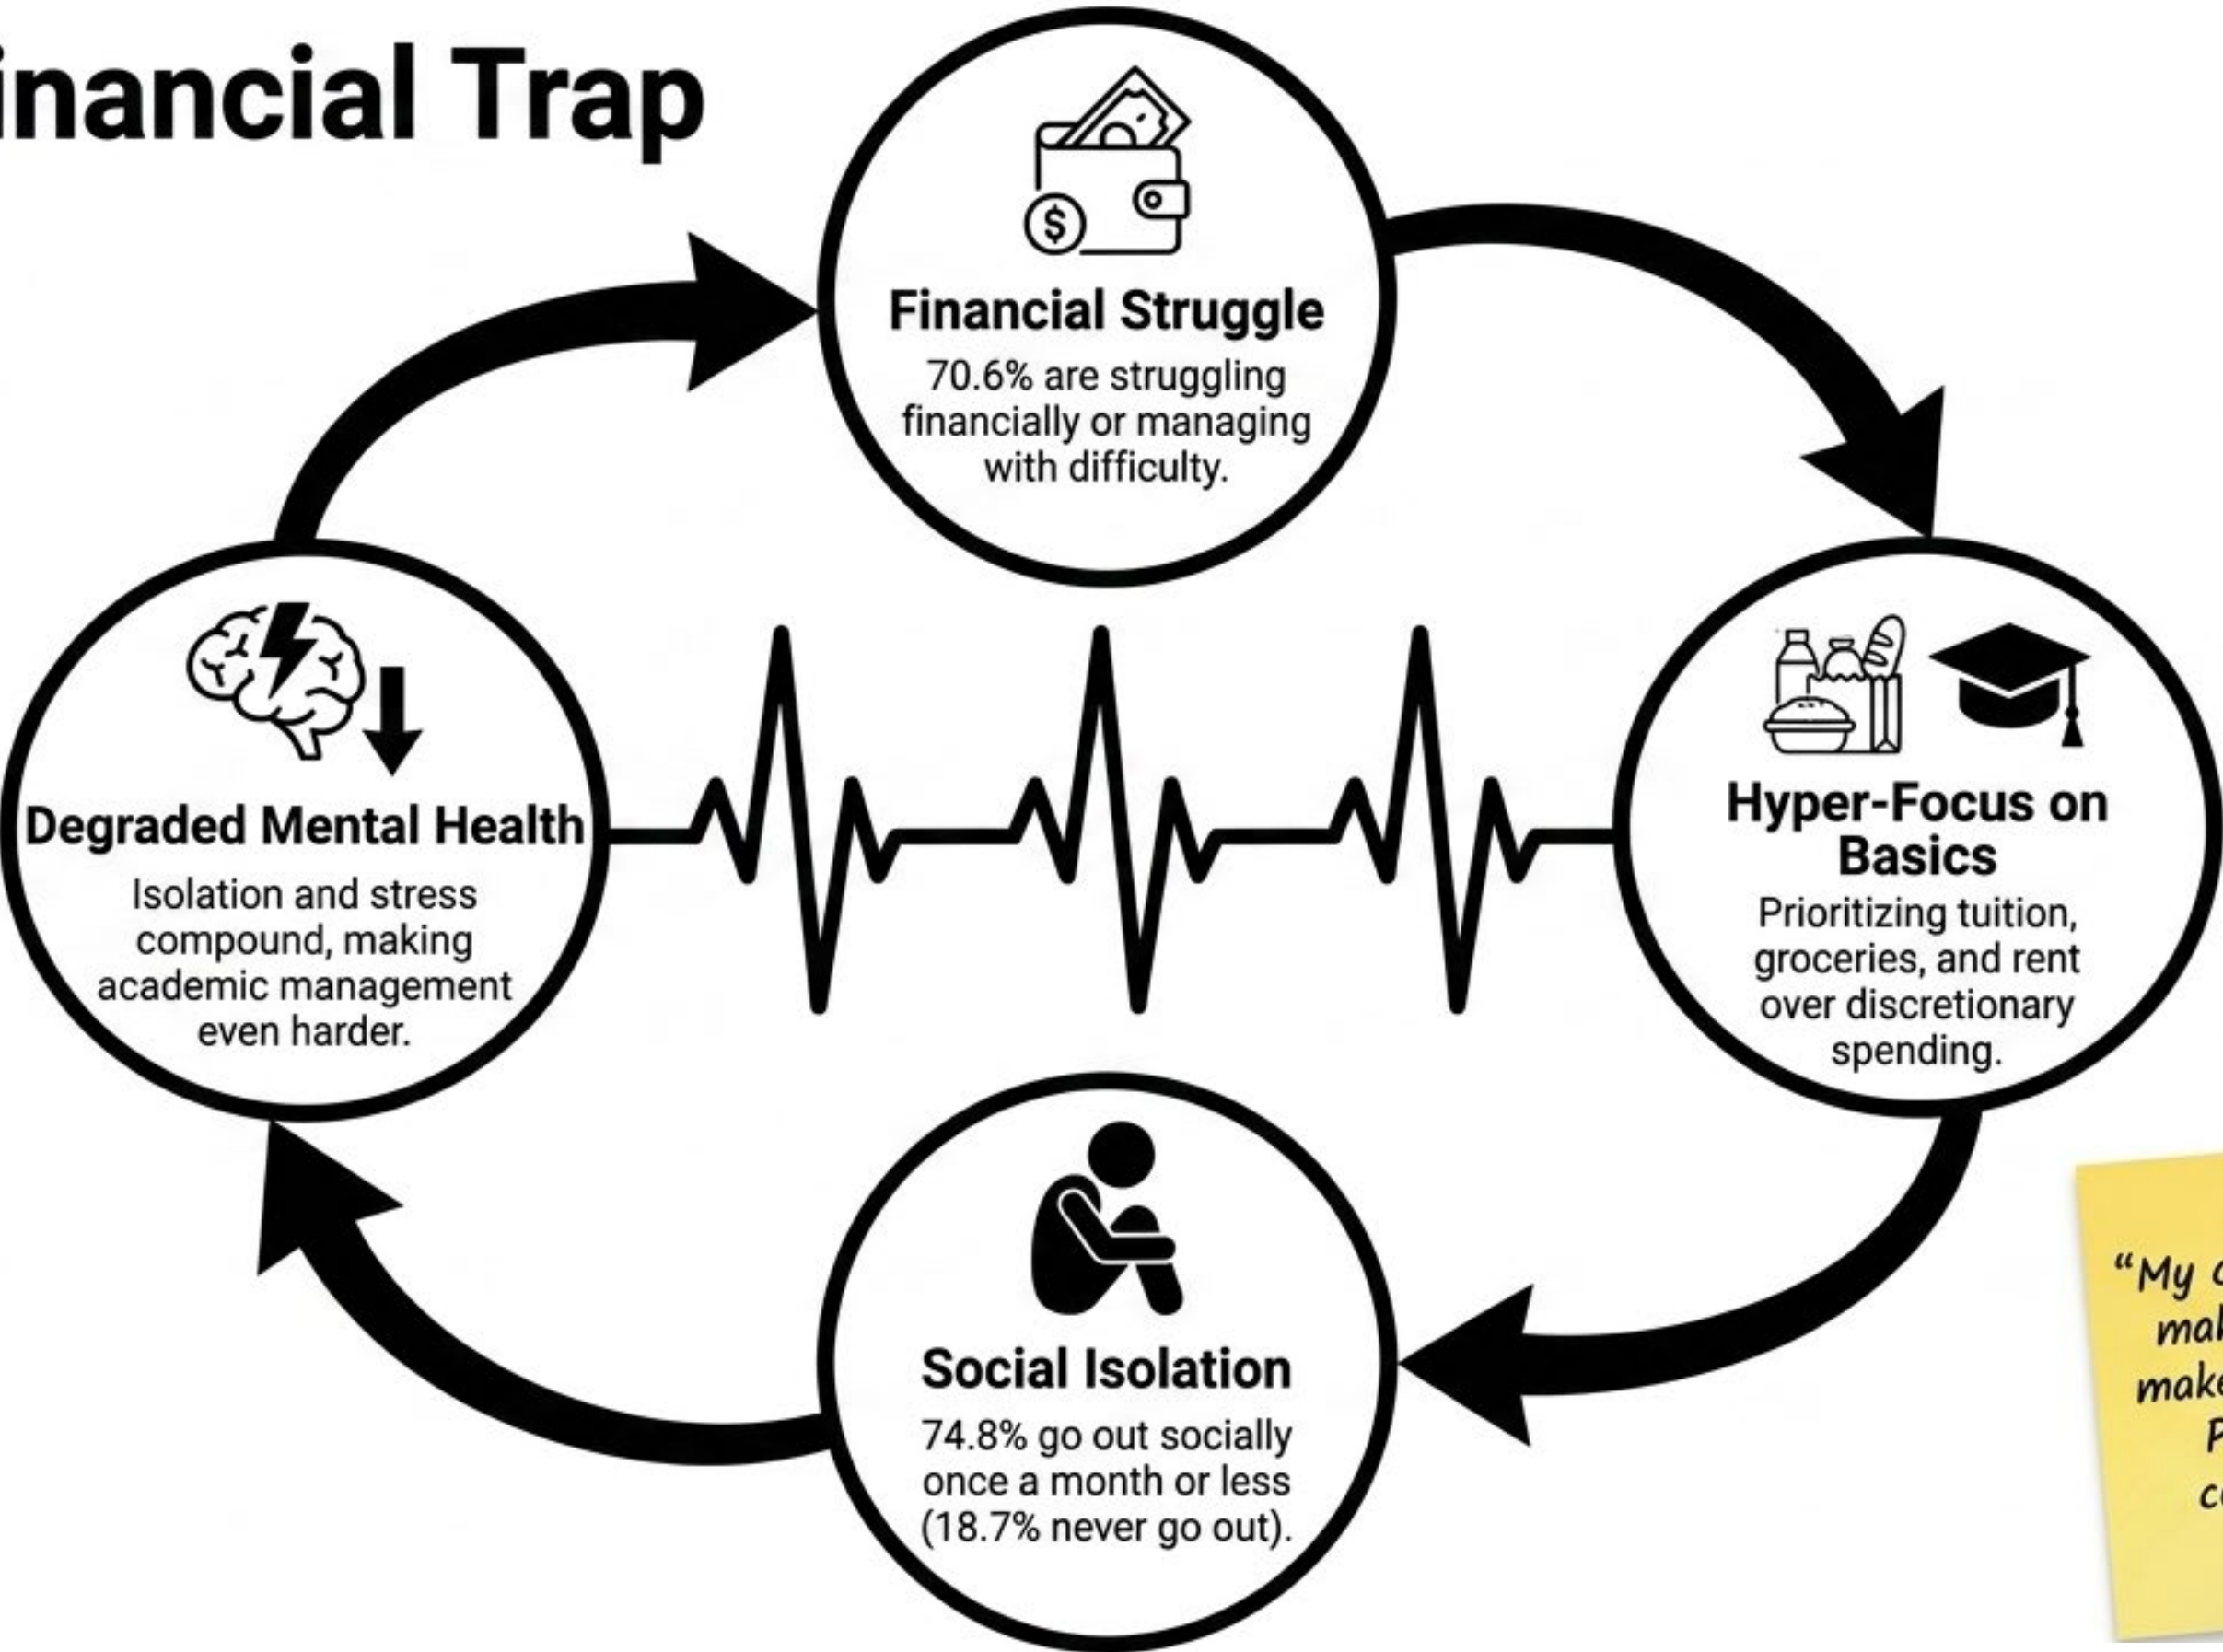 inancial Trap
$
Financial Struggle
70.6% are struggling
financially or managing
with difficulty.
Hyper-Focus on
Basics
Prioritizing tuition,
groceries, and rent
over discretionary
spending.
Social Isolation
74.8% go out socially
once a month or less
(18.7% never go out).
Degraded Mental Health
Isolation and stress
compound, making
academic management
even harder.
“My